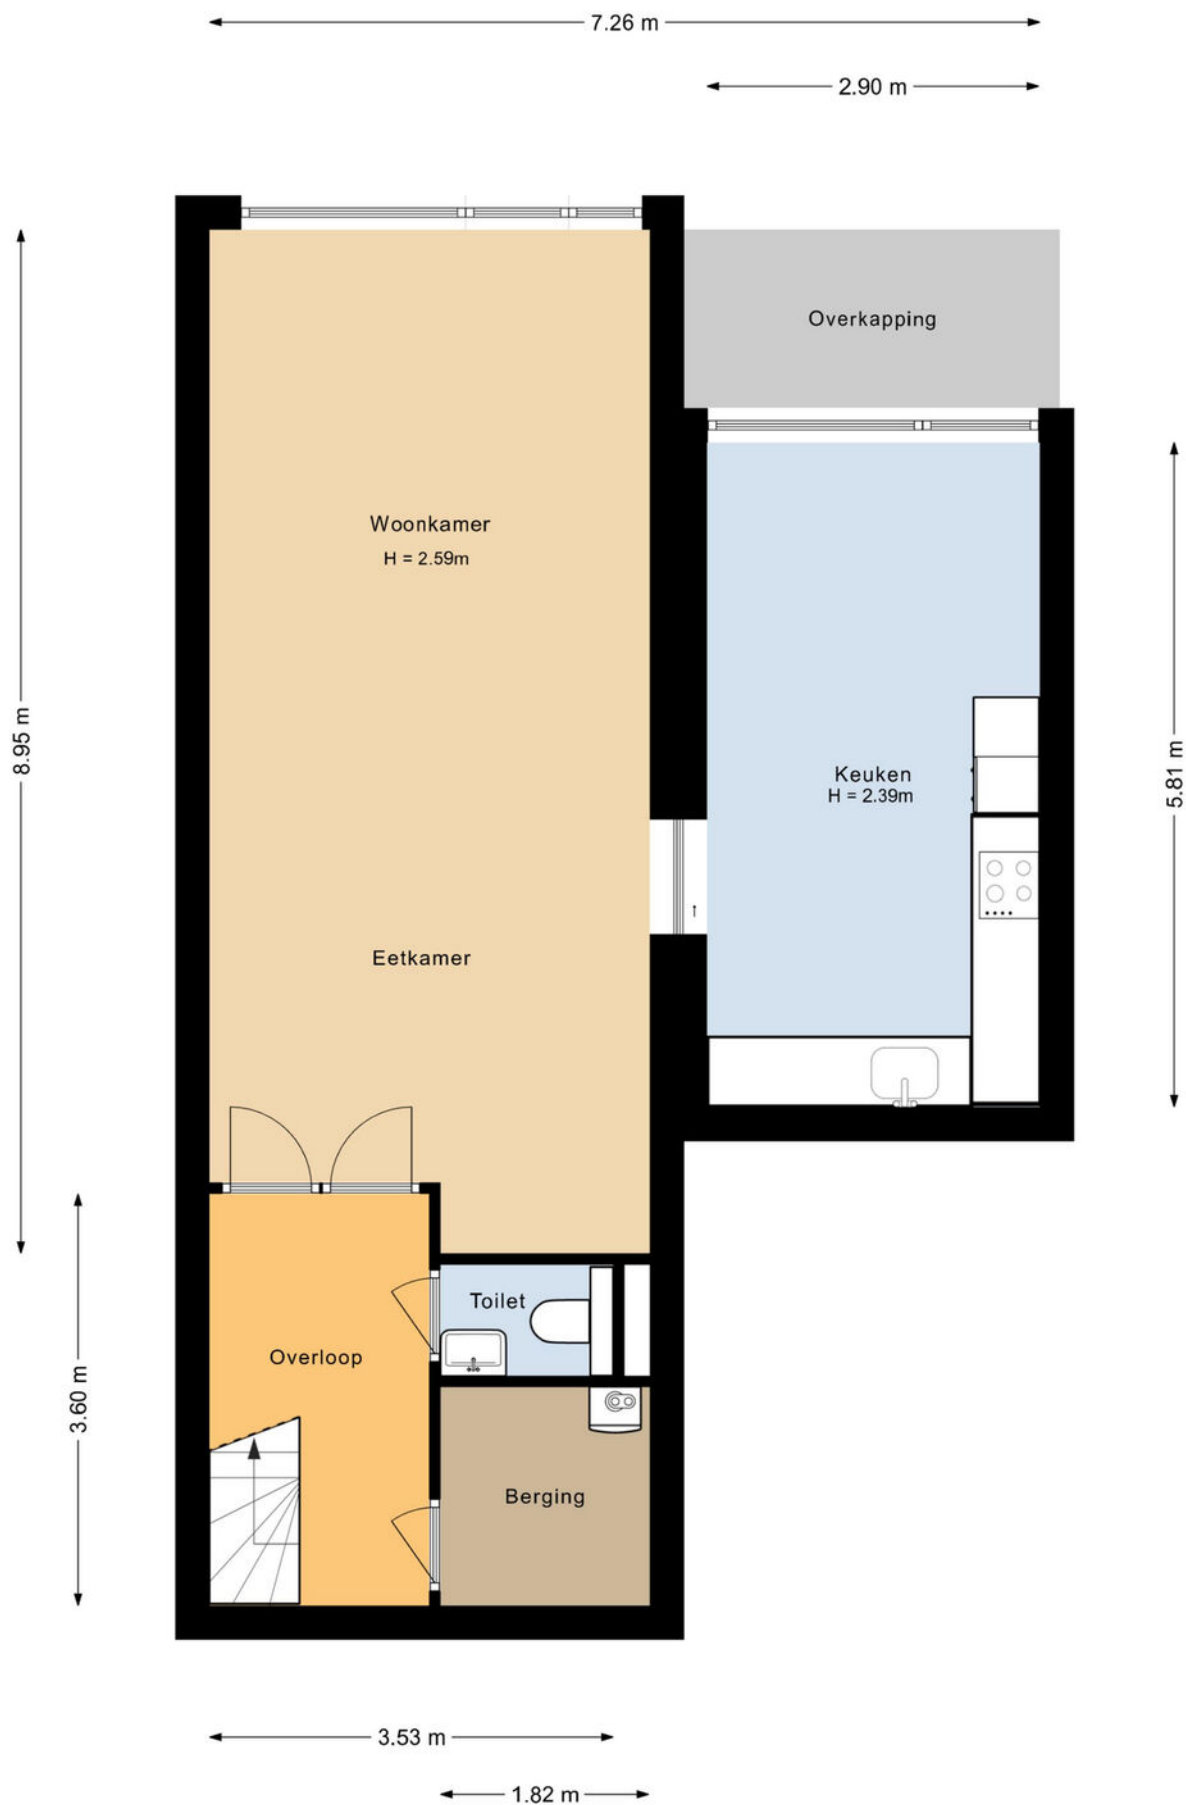 7.26 m
2.90 m
Overkapping
Woonkamer
H = 2.59m
8.95 m
5.81 m
Keuken
H = 2.39m
↑
Eetkamer
Toilet
Overloop
3.60 m
Berging
3.53 m
1.82 m